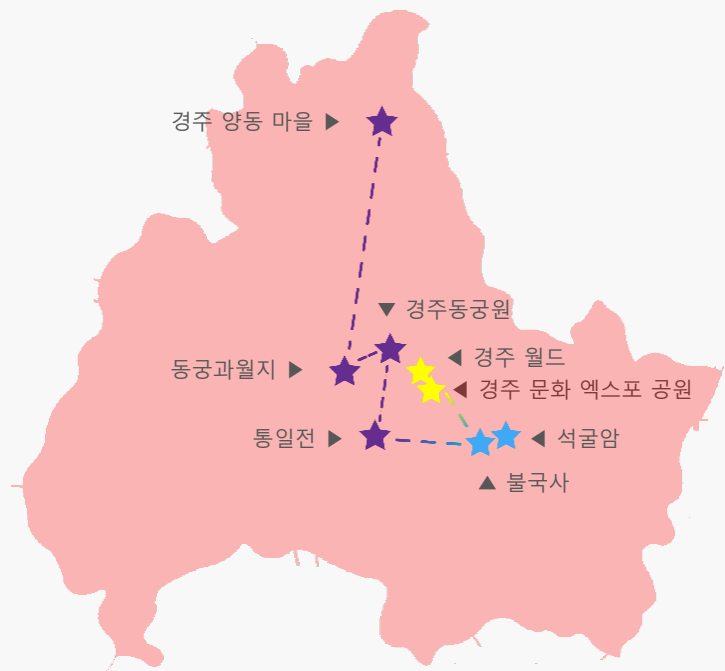 경주 양동 마을
경주동궁원
경주 월드
동궁과월지
경주 문화 엑스포 공원
통일전
석굴암
불국사